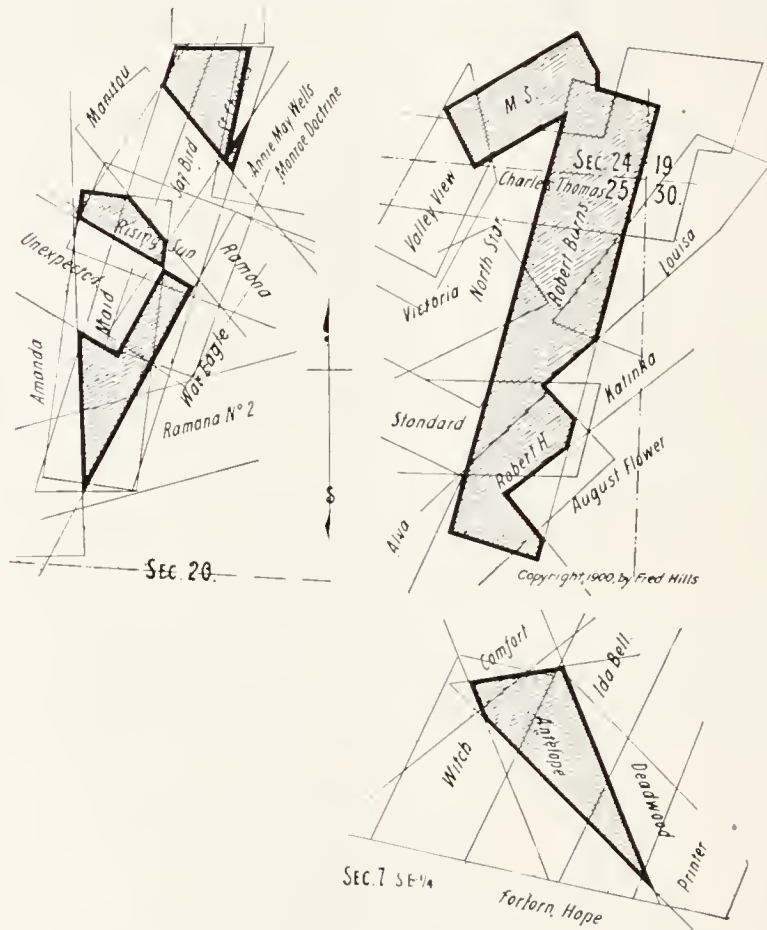 Manitou
Jay Bird
Annie May Wells
Monroe Doctrine
Rising Sun
Unexpected
Maid
Ramona
War Eagle
Amanda
Ramona Nº 2
S
SEC. 20.
M S.
SEC. 24 19
Charles Thomas 25 30.
Valley View
Victoria
North Star
Robert Burns
Louisa
Katinka
Standard
Robert H.
August Flower
Alva
Copyright, 1900, by Fred Hills
Comfort
Ida Bell
Witch
Antelope
Deadwood
Printer
SEC. 7 SE ¼
Forlorn Hope